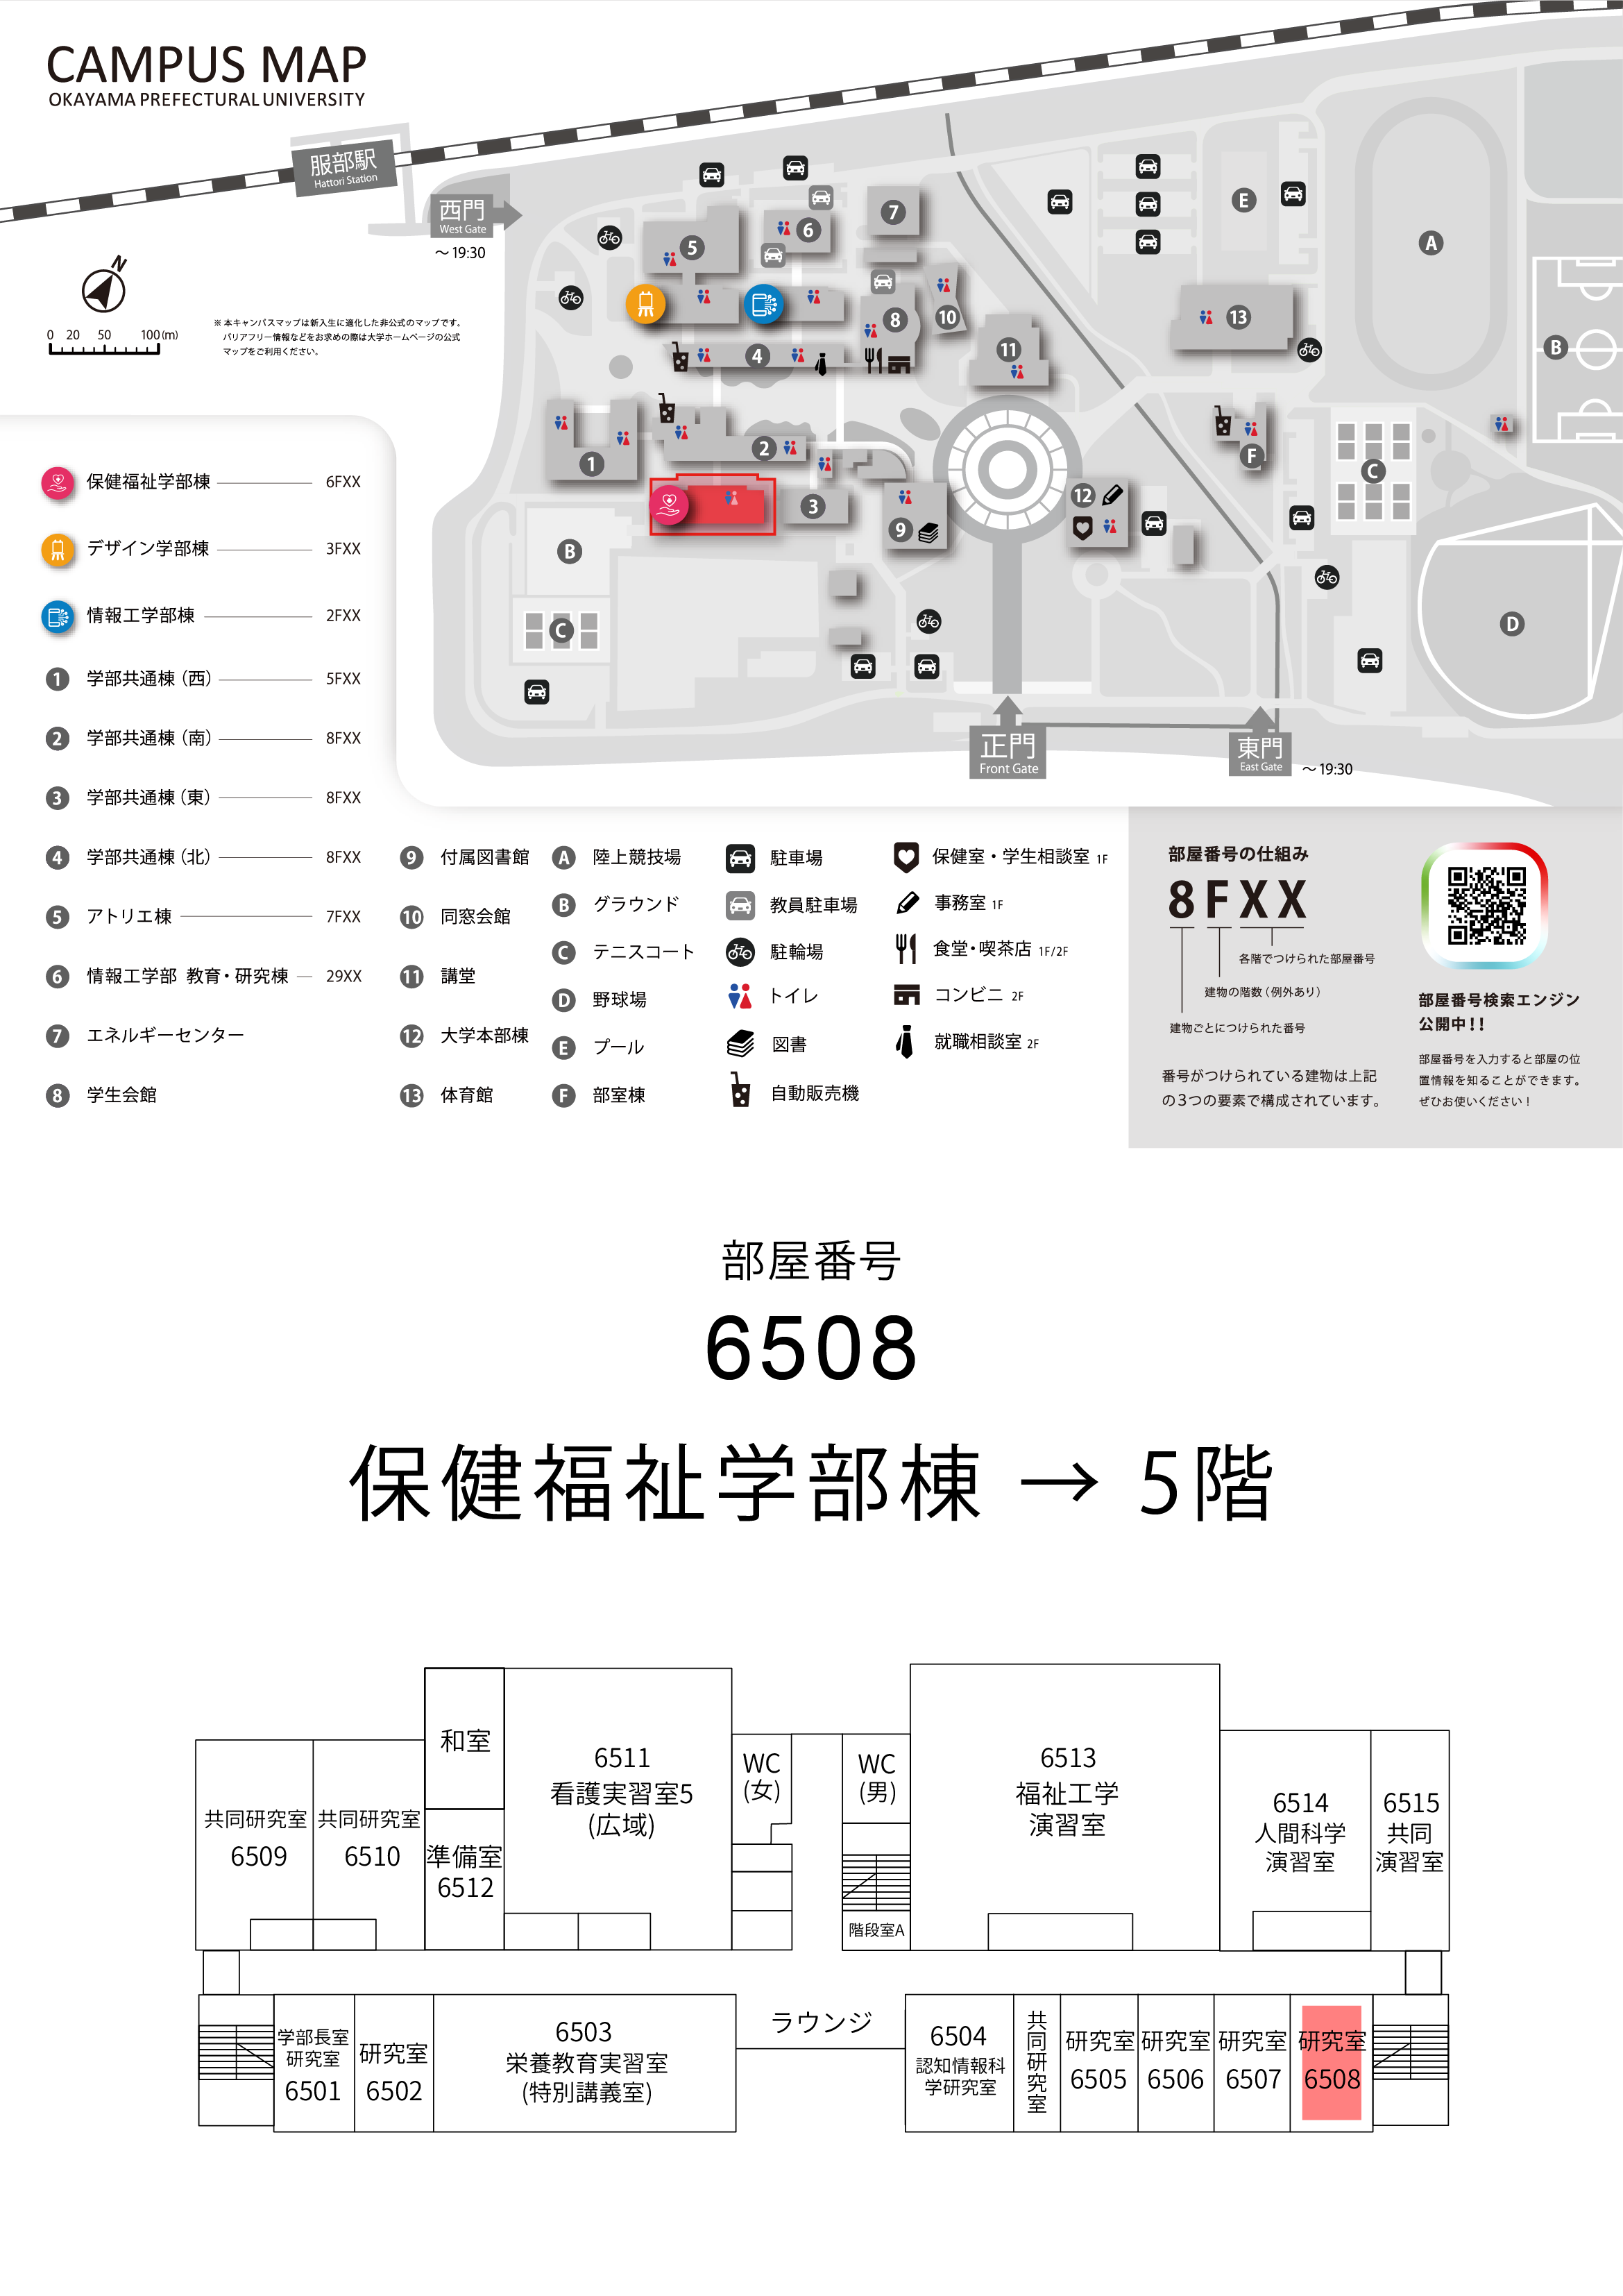 CAMPUS MAP
OKAYAMA PREFECTURAL UNIVERSITY
服部駅
Hattori Station
西門
West Gate
～19:30
N
0 20 50 100(m)
※ 本キャンパスマップは新入生に適化した非公式のマップです。
バリアフリー情報などをお求めの際は大学ホームページの公式
マップをご利用ください。
7
6
5
E
A
8
10
13
11
4
B
2
1
F
C
3
9
12
B
C
D
正門
Front Gate
東門
East Gate
～19:30
保健福祉学部棟 6FXX
デザイン学部棟 3FXX
情報工学部棟 2FXX
1 学部共通棟（西） 5FXX
2 学部共通棟（南） 8FXX
3 学部共通棟（東） 8FXX
4 学部共通棟（北） 8FXX
5 アトリエ棟 7FXX
6 情報工学部 教育・研究棟 29XX
7 エネルギーセンター
8 学生会館
9 付属図書館
10 同窓会館
11 講堂
12 大学本部棟
13 体育館
A 陸上競技場
B グラウンド
C テニスコート
D 野球場
E プール
F 部室棟
駐車場
教員駐車場
駐輪場
トイレ
図書
自動販売機
保健室・学生相談室 1F
事務室 1F
食堂・喫茶店 1F/2F
コンビニ 2F
就職相談室 2F
部屋番号の仕組み
8FXX
各階でつけられた部屋番号
建物の階数（例外あり）
建物ごとにつけられた番号
番号がつけられている建物は上記
の３つの要素で構成されています。
部屋番号検索エンジン
公開中！！
部屋番号を入力すると部屋の位
置情報を知ることができます。
ぜひお使いください！
部屋番号
6508
保健福祉学部棟 → 5階
共同研究室
6509
共同研究室
6510
和室
準備室
6512
6511
看護実習室5
(広域)
WC
(女)
WC
(男)
階段室A
6513
福祉工学
演習室
6514
人間科学
演習室
6515
共同
演習室
学部長室
研究室
6501
研究室
6502
6503
栄養教育実習室
(特別講義室)
ラウンジ
6504
認知情報科
学研究室
共同研究室
研究室
6505
研究室
6506
研究室
6507
研究室
6508